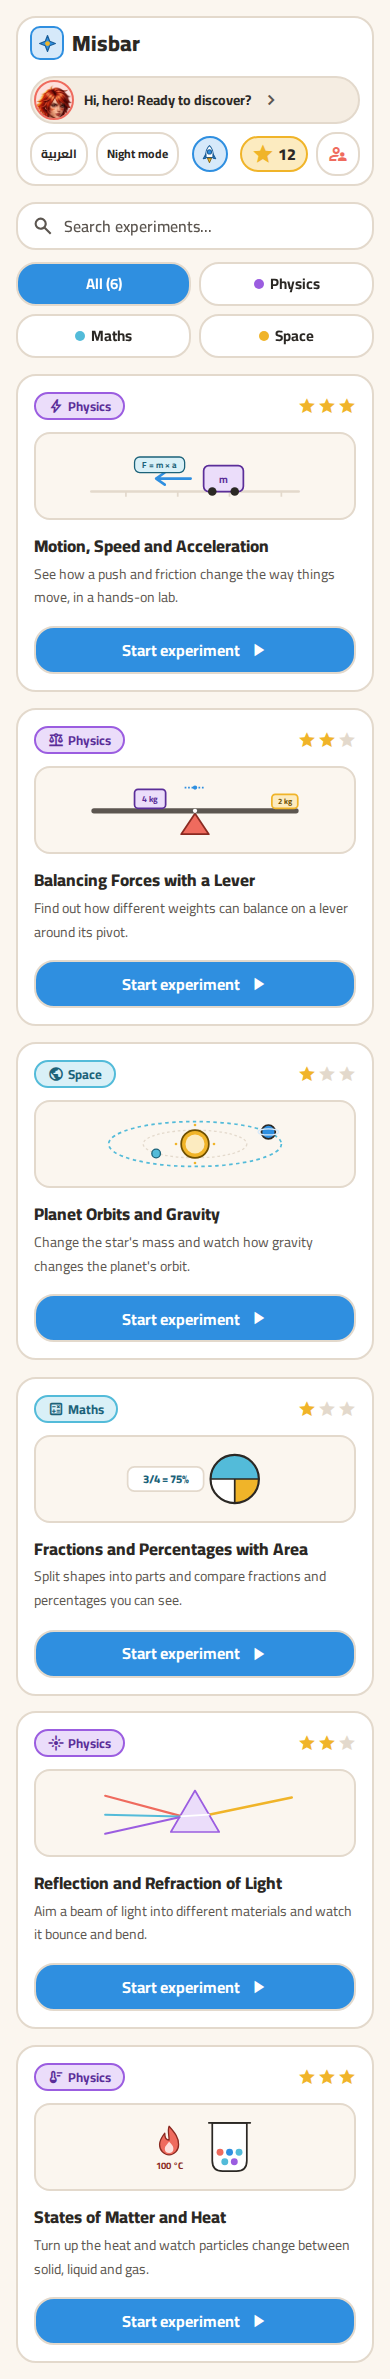 Misbar
Hi, hero! Ready to discover?
العربية
Night mode
12
Search experiments...
All (6)
Physics
Maths
Space
Physics
F = m × a
m
Motion, Speed and Acceleration
See how a push and friction change the way things
move, in a hands-on lab.
Start experiment
Physics
4 kg
2 kg
Balancing Forces with a Lever
Find out how different weights can balance on a lever
around its pivot.
Start experiment
Space
Planet Orbits and Gravity
Change the star's mass and watch how gravity
changes the planet's orbit.
Start experiment
Maths
3/4 = 75%
Fractions and Percentages with Area
Split shapes into parts and compare fractions and
percentages you can see.
Start experiment
Physics
Reflection and Refraction of Light
Aim a beam of light into different materials and watch
it bounce and bend.
Start experiment
Physics
100 °C
States of Matter and Heat
Turn up the heat and watch particles change between
solid, liquid and gas.
Start experiment